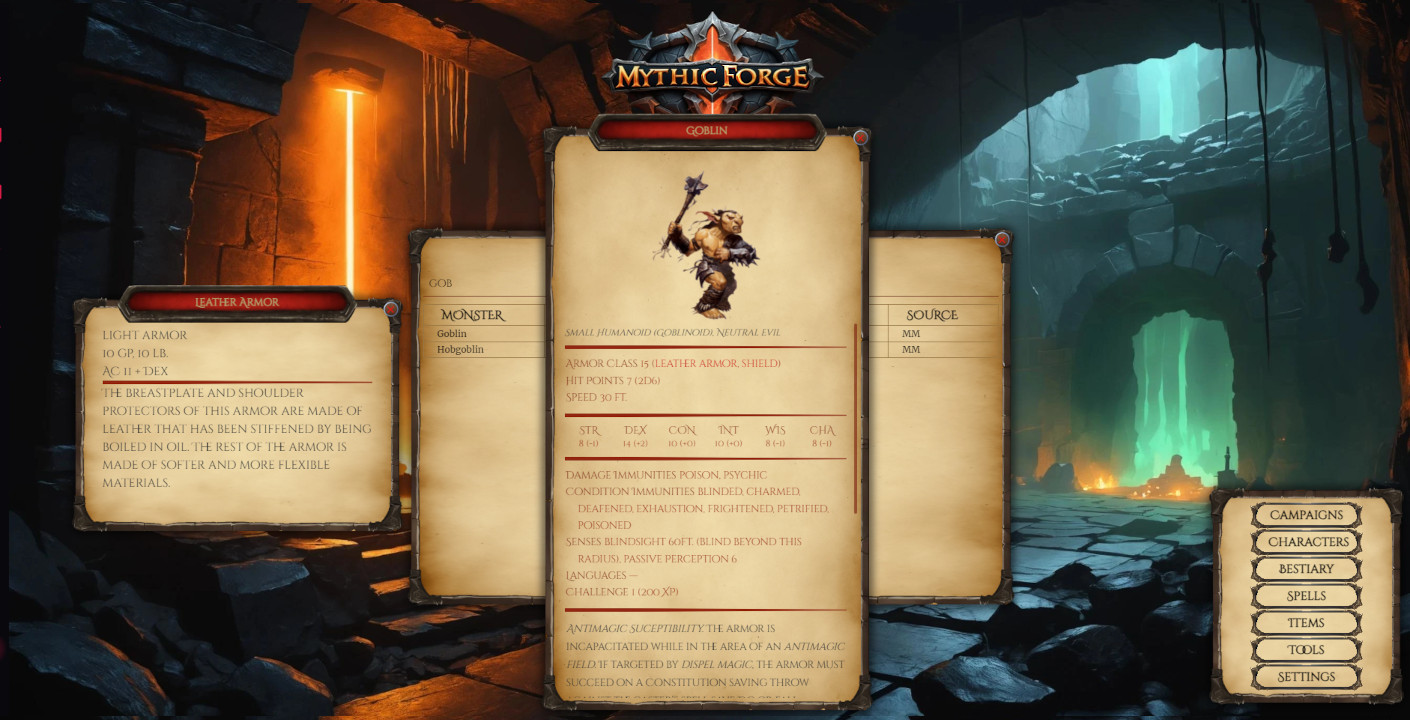 MYTHIC FORGE
GOBLIN
LEATHER ARMOR
LIGHT ARMOR
10 GP, 10 LB.
AC 11 + DEX
THE BREASTPLATE AND SHOULDER
PROTECTORS OF THIS ARMOR ARE MADE OF
LEATHER THAT HAS BEEN STIFFENED BY BEING
BOILED IN OIL. THE REST OF THE ARMOR IS
MADE OF SOFTER AND MORE FLEXIBLE
MATERIALS.
GOB
MONSTER
SOURCE
Goblin
MM
Hobgoblin
MM
SMALL HUMANOID (GOBLINOID), NEUTRAL EVIL
ARMOR CLASS 15 (LEATHER ARMOR, SHIELD)
HIT POINTS 7 (2D6)
SPEED 30 FT.
STR DEX CON INT WIS CHA
8 (-1) 14 (+2) 10 (+0) 10 (+0) 8 (-1) 8 (-1)
DAMAGE IMMUNITIES POISON, PSYCHIC
CONDITION IMMUNITIES BLINDED, CHARMED,
DEAFENED, EXHAUSTION, FRIGHTENED, PETRIFIED,
POISONED
SENSES BLINDSIGHT 60FT. (BLIND BEYOND THIS
RADIUS), PASSIVE PERCEPTION 6
LANGUAGES —
CHALLENGE 1 (200 XP)
ANTIMAGIC SUCEPTIBILITY. THE ARMOR IS
INCAPACITATED WHILE IN THE AREA OF AN ANTIMAGIC
FIELD. IF TARGETED BY DISPEL MAGIC, THE ARMOR MUST
SUCCEED ON A CONSTITUTION SAVING THROW
CAMPAIGNS
CHARACTERS
BESTIARY
SPELLS
ITEMS
TOOLS
SETTINGS